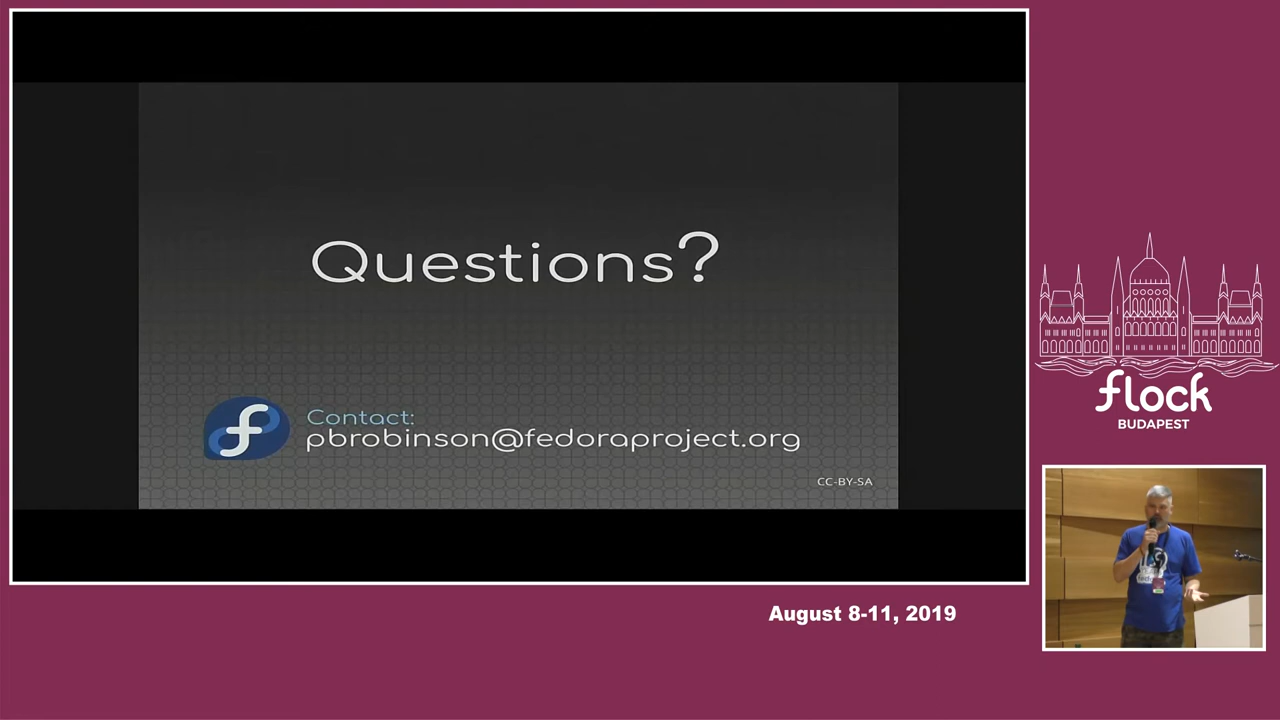 Questions?
Contact:
pbrobinson@fedoraproject.org
CC-BY-SA
flock
BUDAPEST
August 8-11, 2019